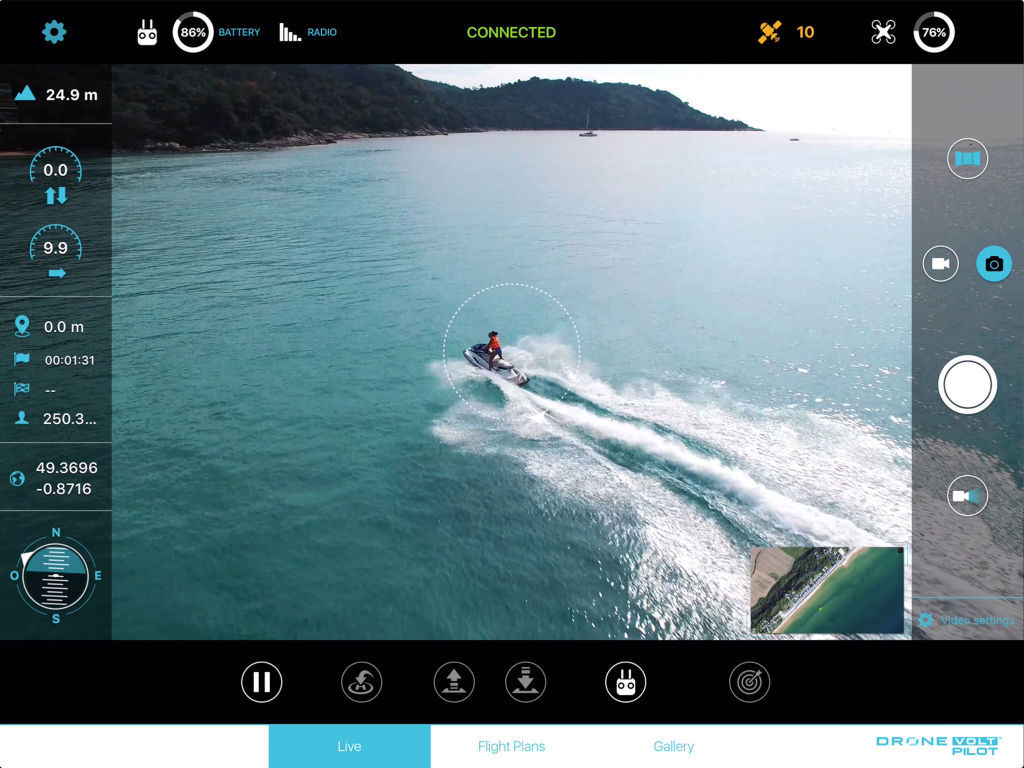 86%
BATTERY
RADIO
CONNECTED
10
76%
24.9 m
0.0
9.9
0.0 m
00:01:31
--
250.3...
49.3696
-0.8716
N
O
E
S
Video settings
Live
Flight Plans
Gallery
DRONE VOLT
PILOT